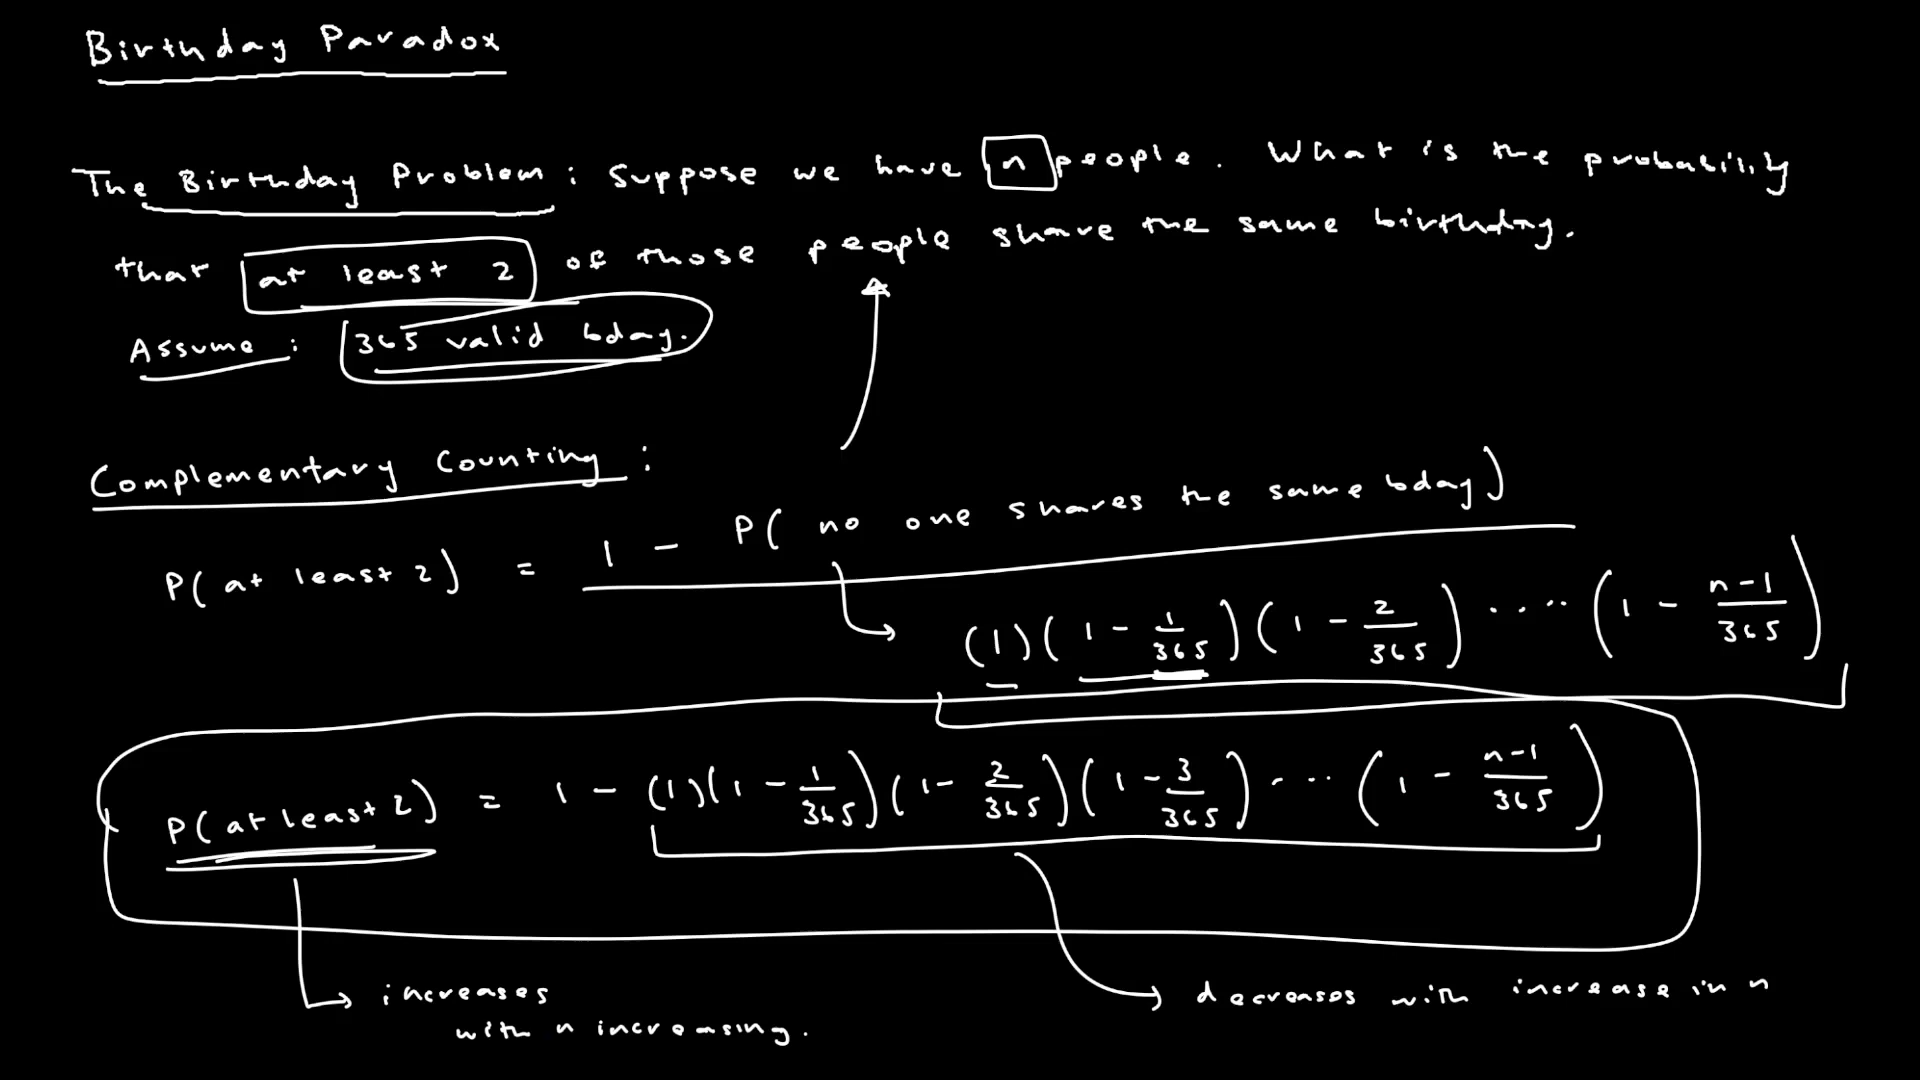 Birthday Paradox
The Birthday Problem: Suppose we have n people. What is the probability
that at least 2 of those people share the same birthday.
Assume: 365 valid bday.
Complementary Counting:
P( at least 2) = 1 - P( no one shares the same bday)
(1)(1 - 1/365)(1 - 2/365) .... (1 - n-1/365)
P(at least 2) = 1 - (1)(1 - 1/365)(1 - 2/365)(1 - 3/365) ... (1 - n-1/365)
increases
with n increasing.
decreases with increase in n